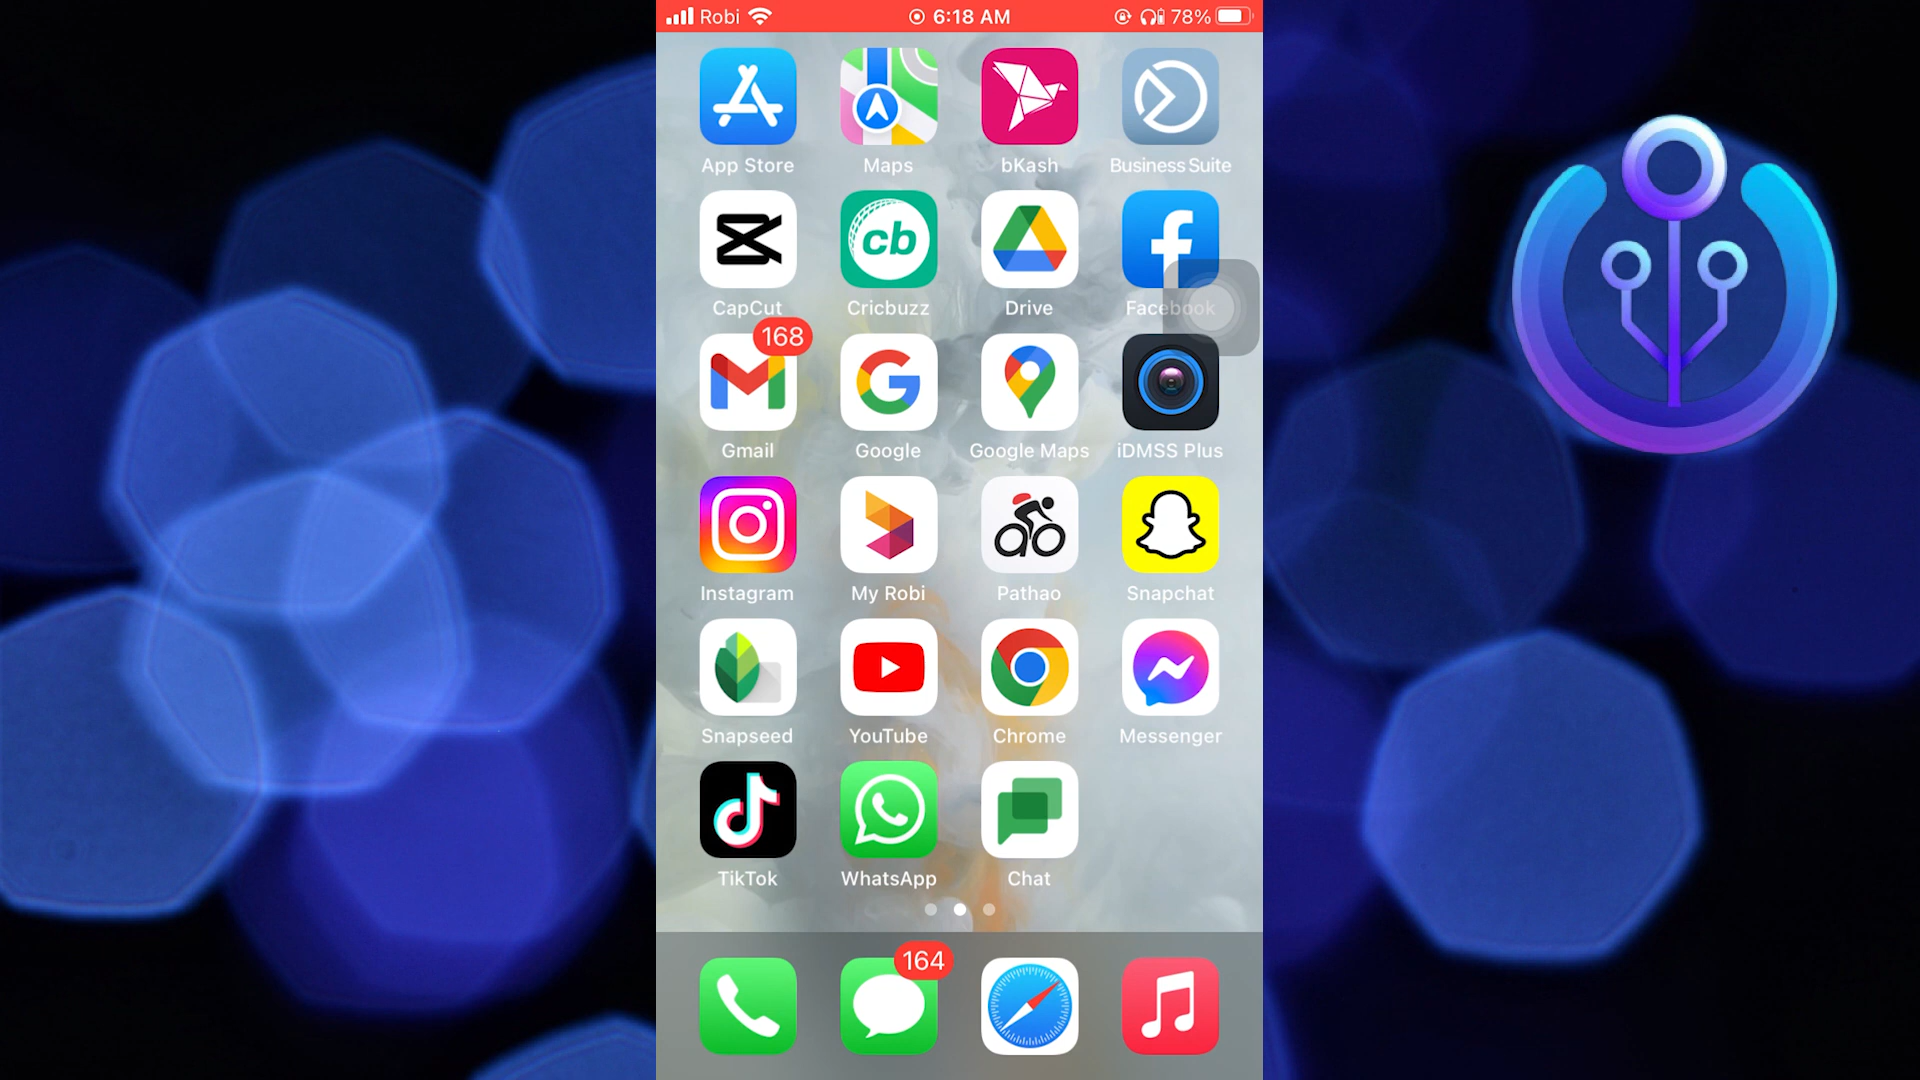 Robi 6:18 AM 78%
App Store Maps bKash Business Suite
cb
CapCut Cricbuzz Drive Facebook
168
Gmail Google Google Maps iDMSS Plus
Instagram My Robi Pathao Snapchat
Snapseed YouTube Chrome Messenger
TikTok WhatsApp Chat
164